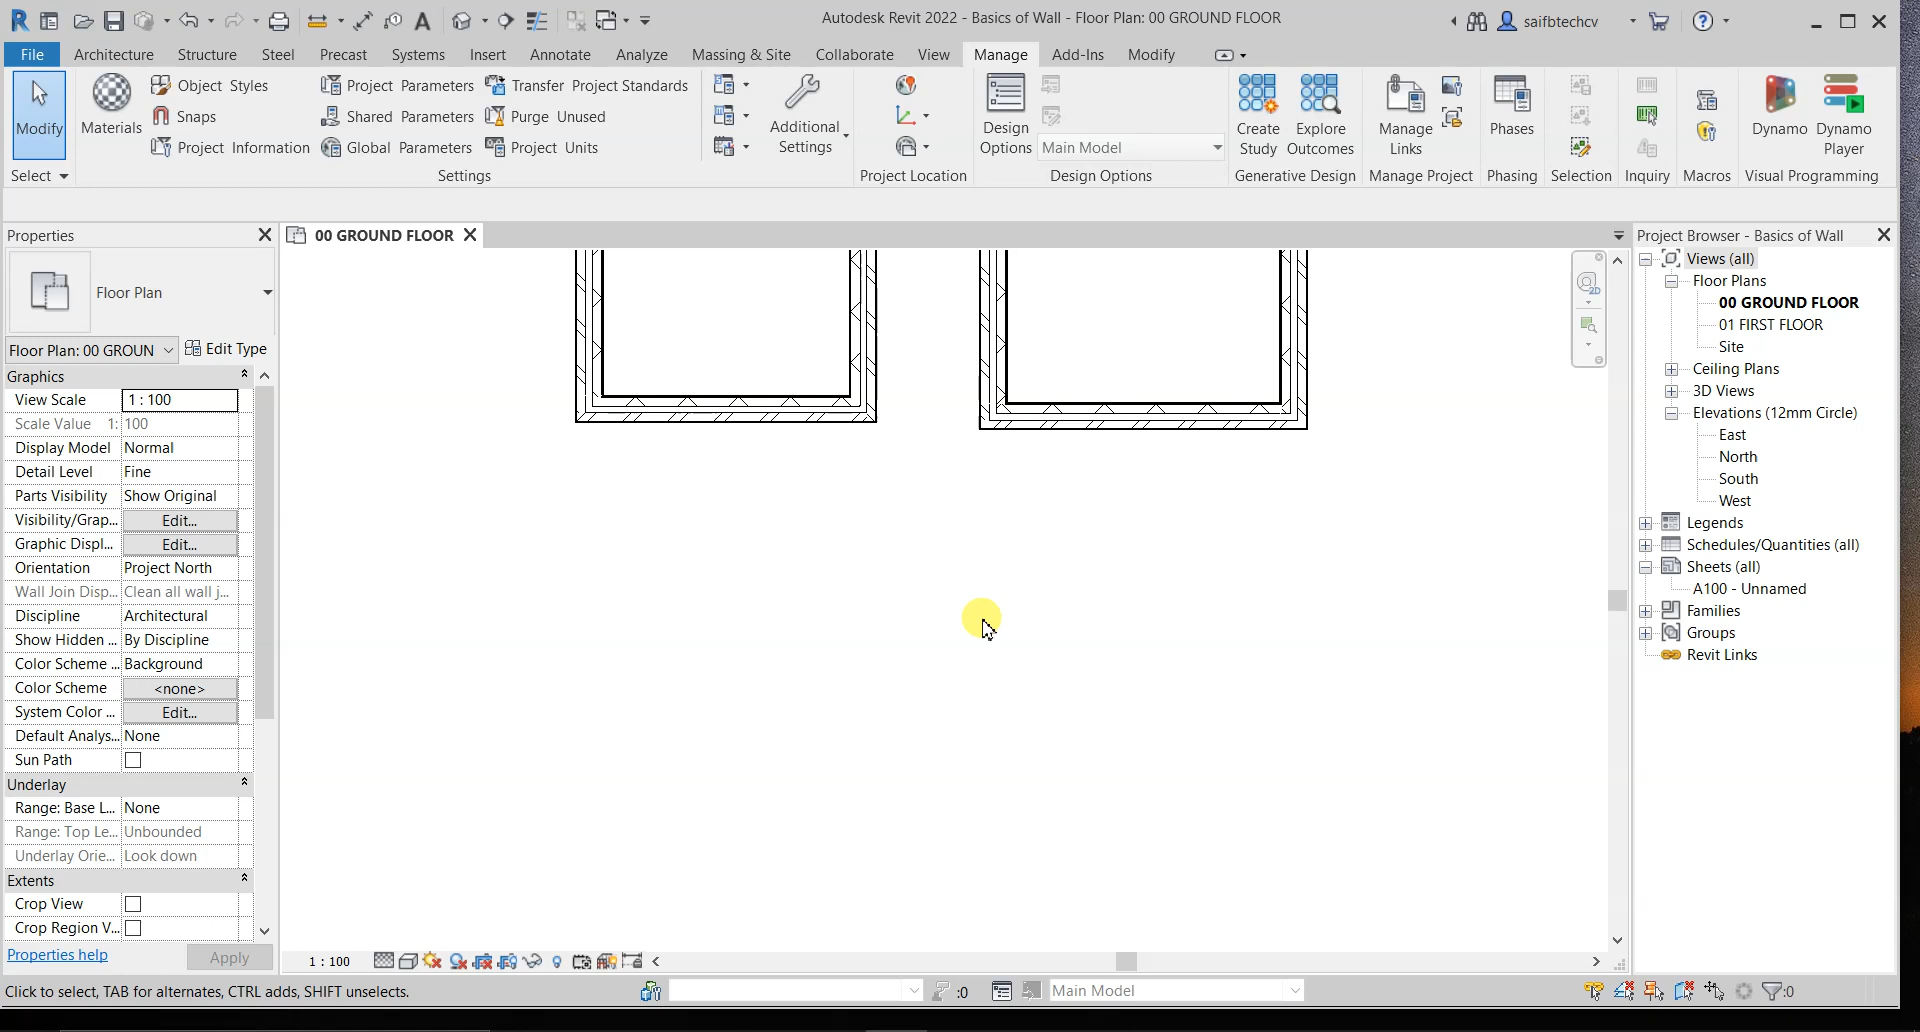 Autodesk Revit 2022 - Basics of Wall - Floor Plan: 00 GROUND FLOOR
saifbtechcv
File Architecture Structure Steel Precast Systems Insert Annotate Analyze Massing & Site Collaborate View Manage Add-Ins Modify
Modify
Select
Materials
Object Styles
Snaps
Project Information
Project Parameters
Shared Parameters
Global Parameters
Transfer Project Standards
Purge Unused
Project Units
Settings
Additional Settings
Project Location
Design Options
Main Model
Design Options
Create Study
Explore Outcomes
Generative Design
Manage Links
Manage Project
Phases
Phasing
Selection
Inquiry
Macros
Dynamo
Dynamo Player
Visual Programming
Properties
Floor Plan
Floor Plan: 00 GROUN
Edit Type
Graphics
View Scale 1 : 100
Scale Value 1: 100
Display Model Normal
Detail Level Fine
Parts Visibility Show Original
Visibility/Grap... Edit...
Graphic Displ... Edit...
Orientation Project North
Wall Join Disp... Clean all wall j...
Discipline Architectural
Show Hidden ... By Discipline
Color Scheme ... Background
Color Scheme <none>
System Color ... Edit...
Default Analys... None
Sun Path
Underlay
Range: Base L... None
Range: Top Le... Unbounded
Underlay Orie... Look down
Extents
Crop View
Crop Region V...
Properties help
Apply
00 GROUND FLOOR
2D
1 : 100
Project Browser - Basics of Wall
Views (all)
Floor Plans
00 GROUND FLOOR
01 FIRST FLOOR
Site
Ceiling Plans
3D Views
Elevations (12mm Circle)
East
North
South
West
Legends
Schedules/Quantities (all)
Sheets (all)
A100 - Unnamed
Families
Groups
Revit Links
Click to select, TAB for alternates, CTRL adds, SHIFT unselects.
:0
Main Model
:0